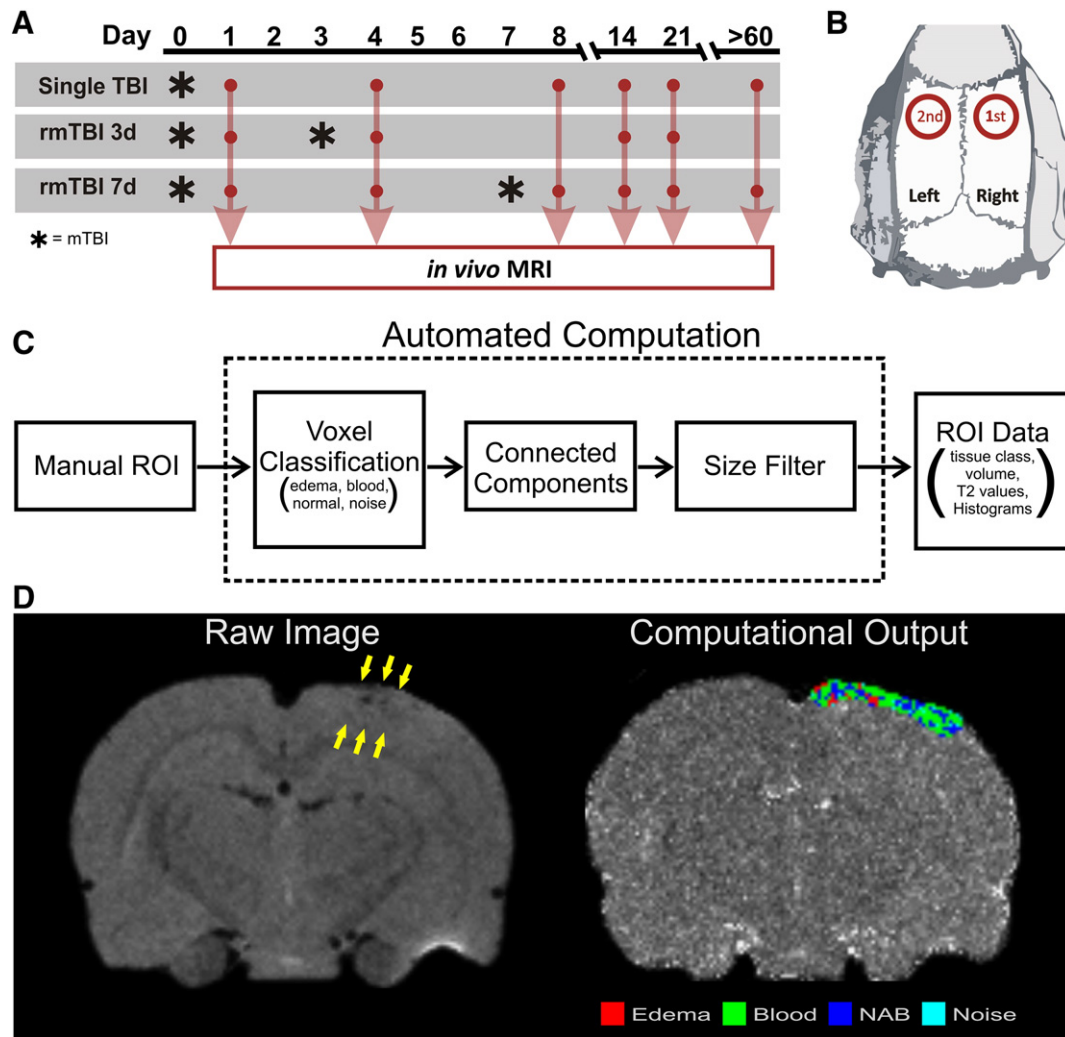 A
Day 0 1 2 3 4 5 6 7 8 14 21 >60
Single TBI *
rmTBI 3d * *
rmTBI 7d * *
* = mTBI
in vivo MRI
B
2nd 1st
Left Right
C
Automated Computation
Manual ROI
Voxel
Classification
(edema, blood,
normal, noise)
Connected
Components
Size Filter
ROI Data
(tissue class,
volume,
T2 values,
Histograms)
D
Raw Image
Computational Output
Edema Blood NAB Noise